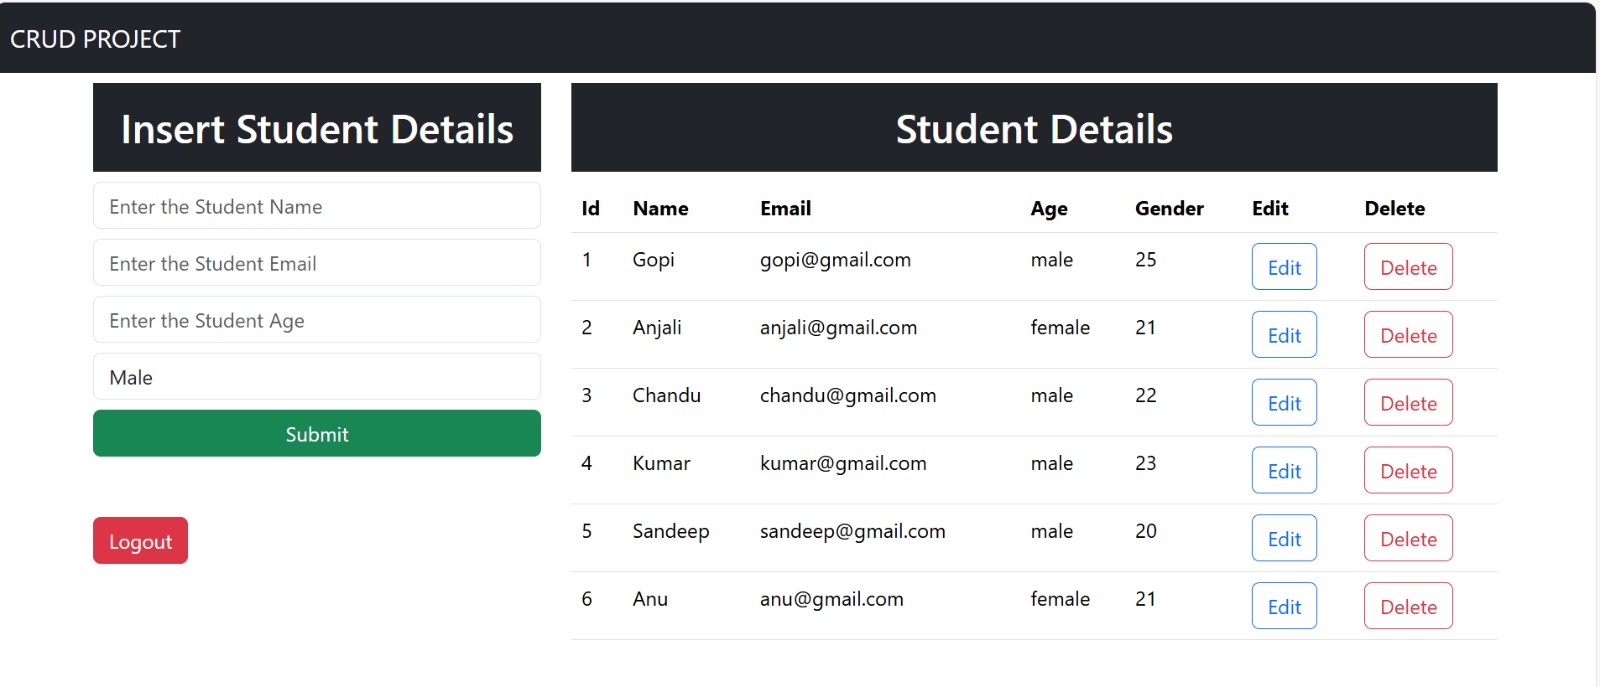 CRUD PROJECT
Insert Student Details
Enter the Student Name
Enter the Student Email
Enter the Student Age
Male
Submit
Logout
Student Details
Id Name Email Age Gender Edit Delete
1 Gopi gopi@gmail.com male 25 Edit Delete
2 Anjali anjali@gmail.com female 21 Edit Delete
3 Chandu chandu@gmail.com male 22 Edit Delete
4 Kumar kumar@gmail.com male 23 Edit Delete
5 Sandeep sandeep@gmail.com male 20 Edit Delete
6 Anu anu@gmail.com female 21 Edit Delete